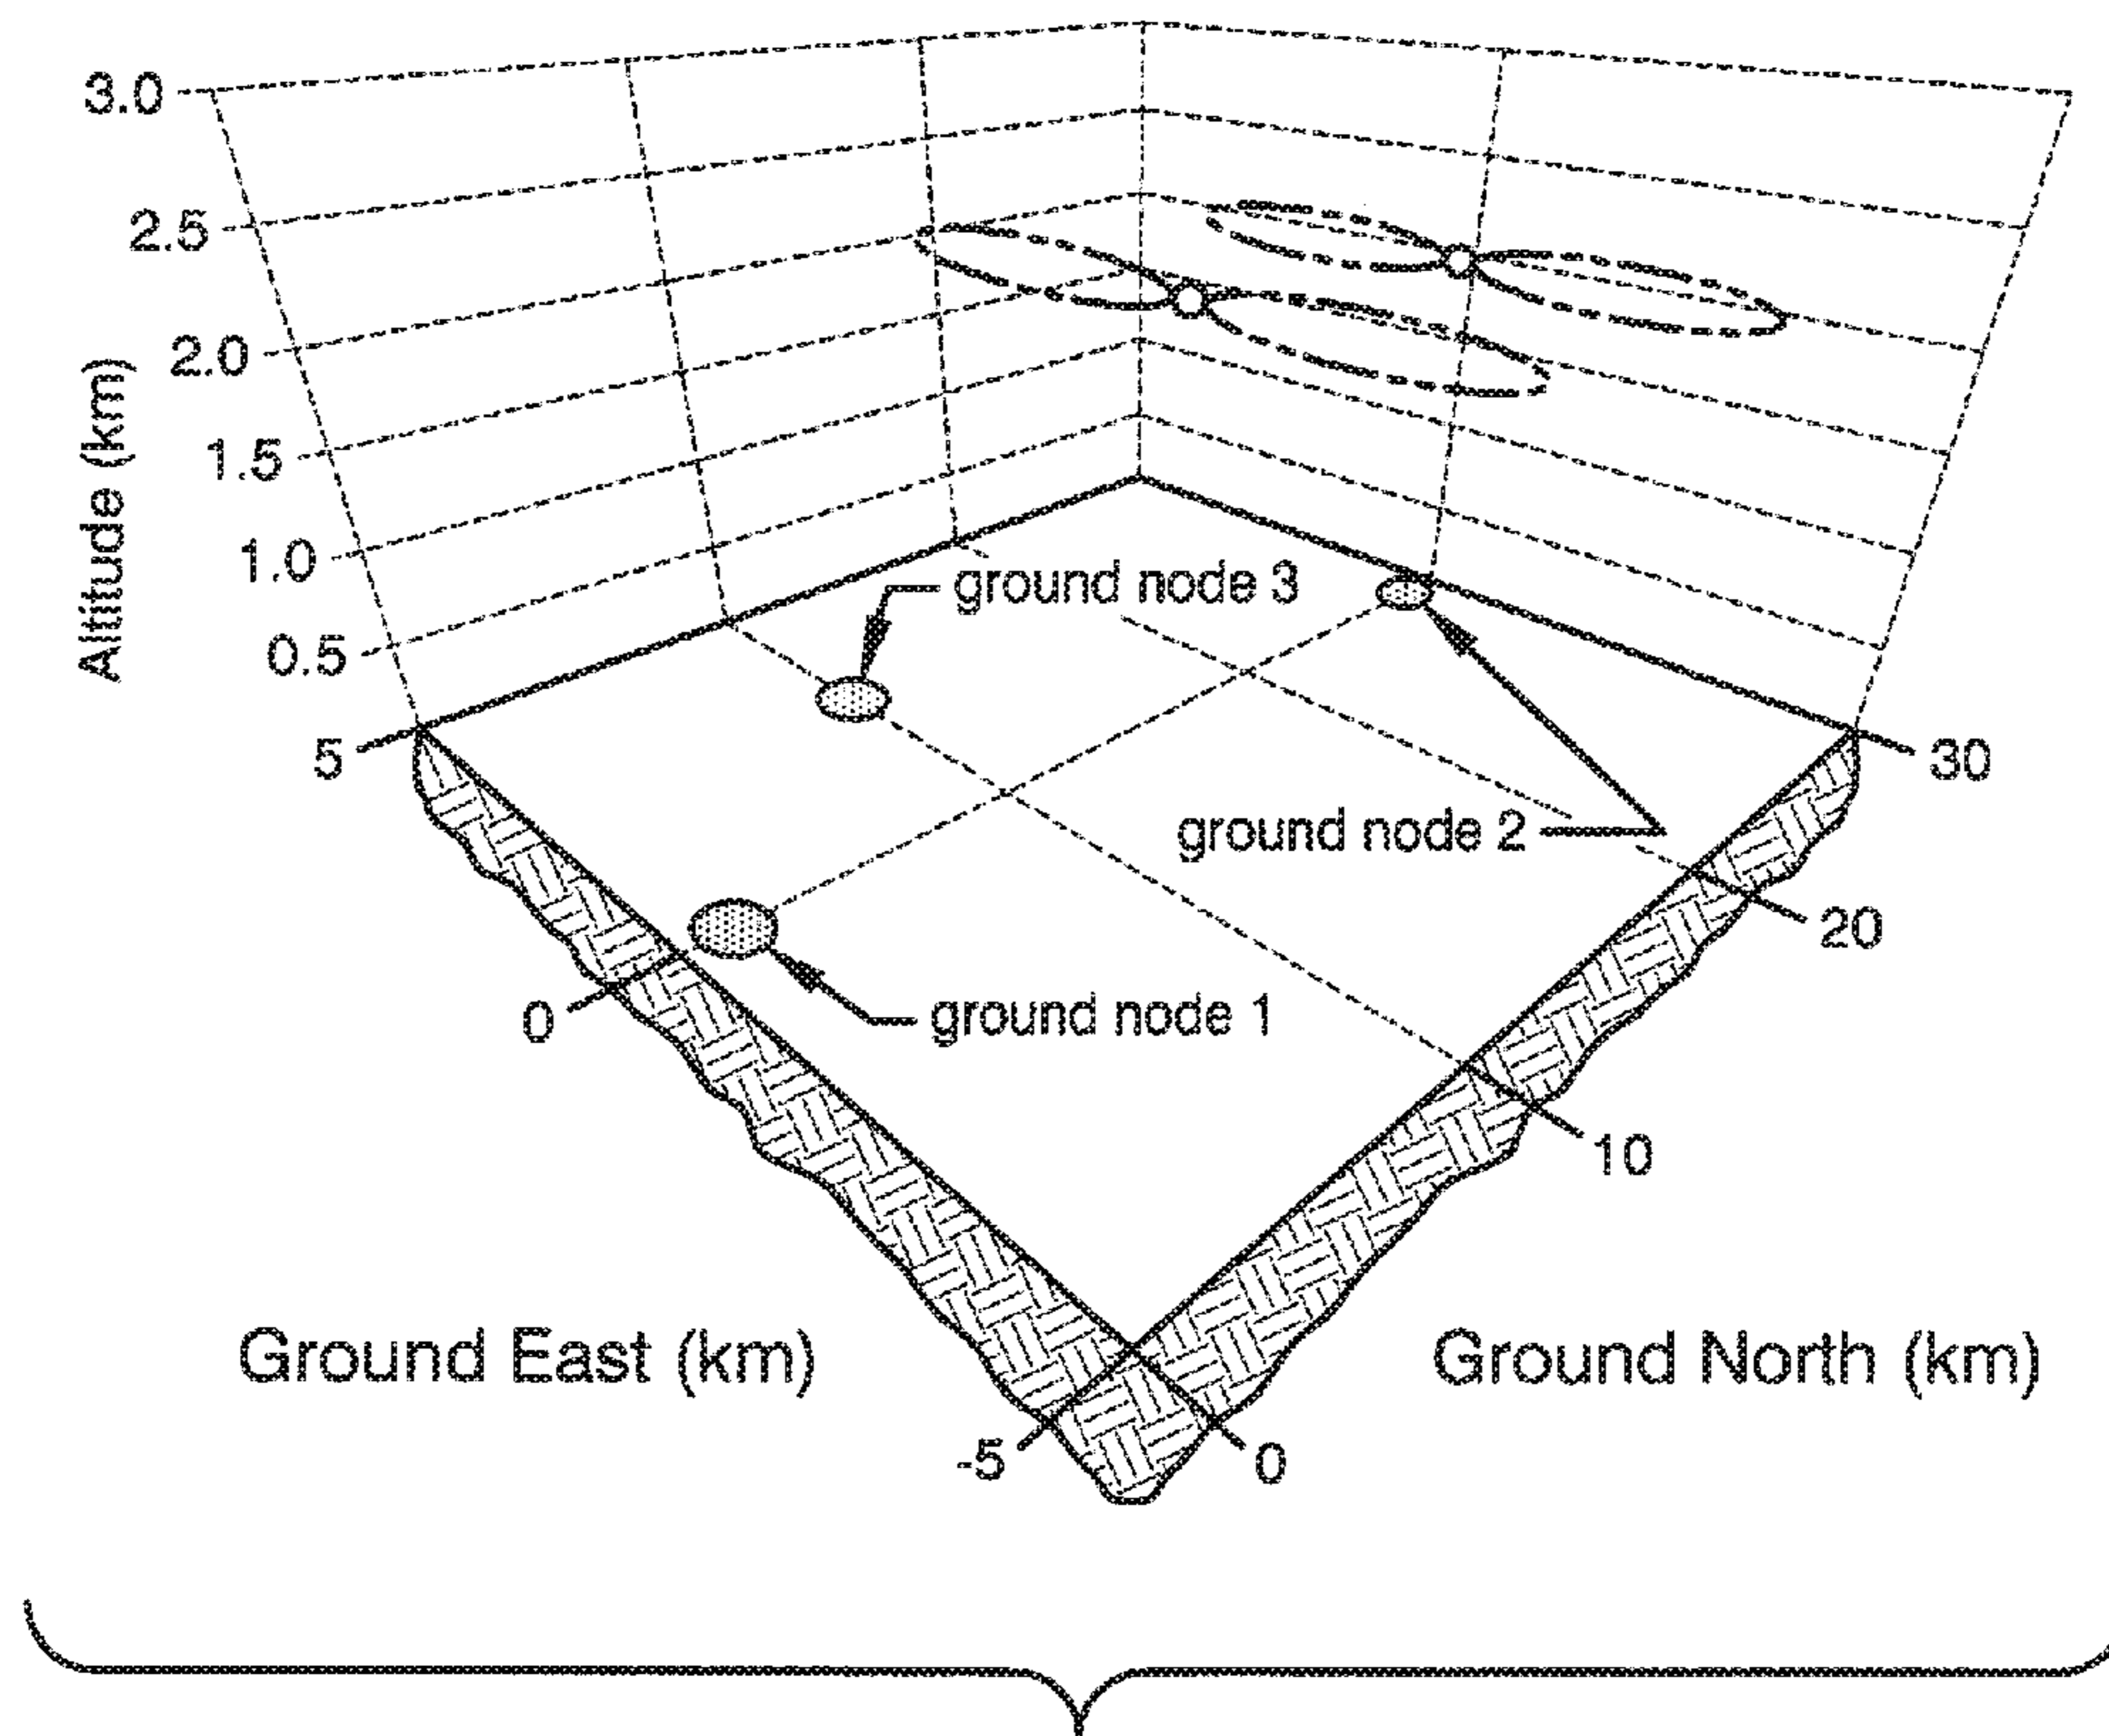 3.0
2.5
2.0
1.5
1.0
0.5
Altitude (km)
ground node 3
5
30
ground node 2
20
ground node 1
0
10
Ground East (km)
Ground North (km)
-5
0